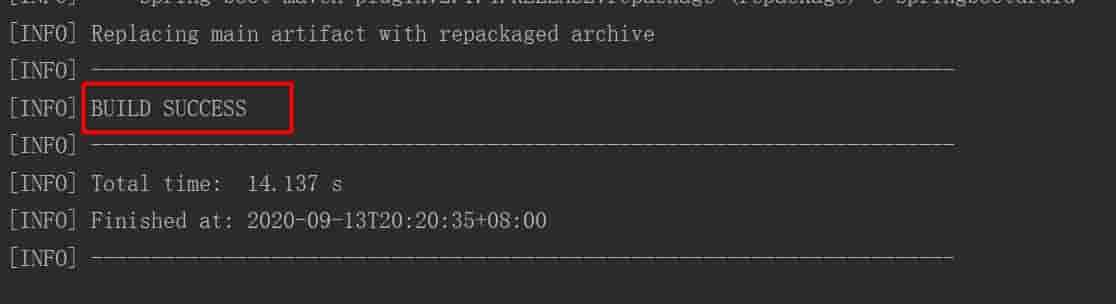 [INFO] Replacing main artifact with repackaged archive
[INFO] ------------------------------------------------------------------------
[INFO] BUILD SUCCESS
[INFO] ------------------------------------------------------------------------
[INFO] Total time:  14.137 s
[INFO] Finished at: 2020-09-13T20:20:35+08:00
[INFO] ------------------------------------------------------------------------